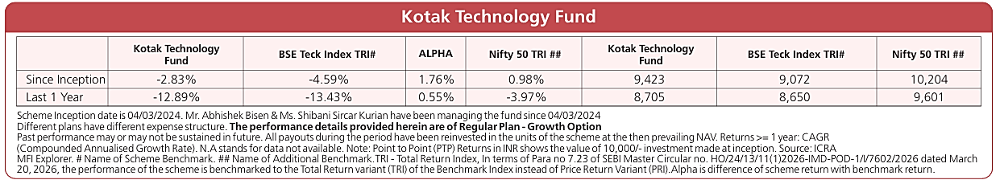 Kotak Technology Fund
Kotak Technology Fund BSE Teck Index TRI# ALPHA Nifty 50 TRI ## Kotak Technology Fund BSE Teck Index TRI# Nifty 50 TRI ##
Since Inception -2.83% -4.59% 1.76% 0.98% 9,423 9,072 10,204
Last 1 Year -12.89% -13.43% 0.55% -3.97% 8,705 8,650 9,601
Scheme Inception date is 04/03/2024. Mr. Abhishek Bisen & Ms. Shibani Sircar Kurian have been managing the fund since 04/03/2024
Different plans have different expense structure. The performance details provided herein are of Regular Plan - Growth Option
Past performance may or may not be sustained in future. All payouts during the period have been reinvested in the units of the scheme at the then prevailing NAV. Returns >= 1 year: CAGR
(Compounded Annualised Growth Rate). N.A stands for data not available. Note: Point to Point (PTP) Returns in INR shows the value of 10,000/- investment made at inception. Source: ICRA
MFI Explorer. # Name of Scheme Benchmark. ## Name of Additional Benchmark.TRI - Total Return Index, In terms of Para no 7.23 of SEBI Master Circular no. HO/24/13/11(1)2026-IMD-POD-1/I/7602/2026 dated March
20, 2026, the performance of the scheme is benchmarked to the Total Return variant (TRI) of the Benchmark Index instead of Price Return Variant (PRI).Alpha is difference of scheme return with benchmark return.